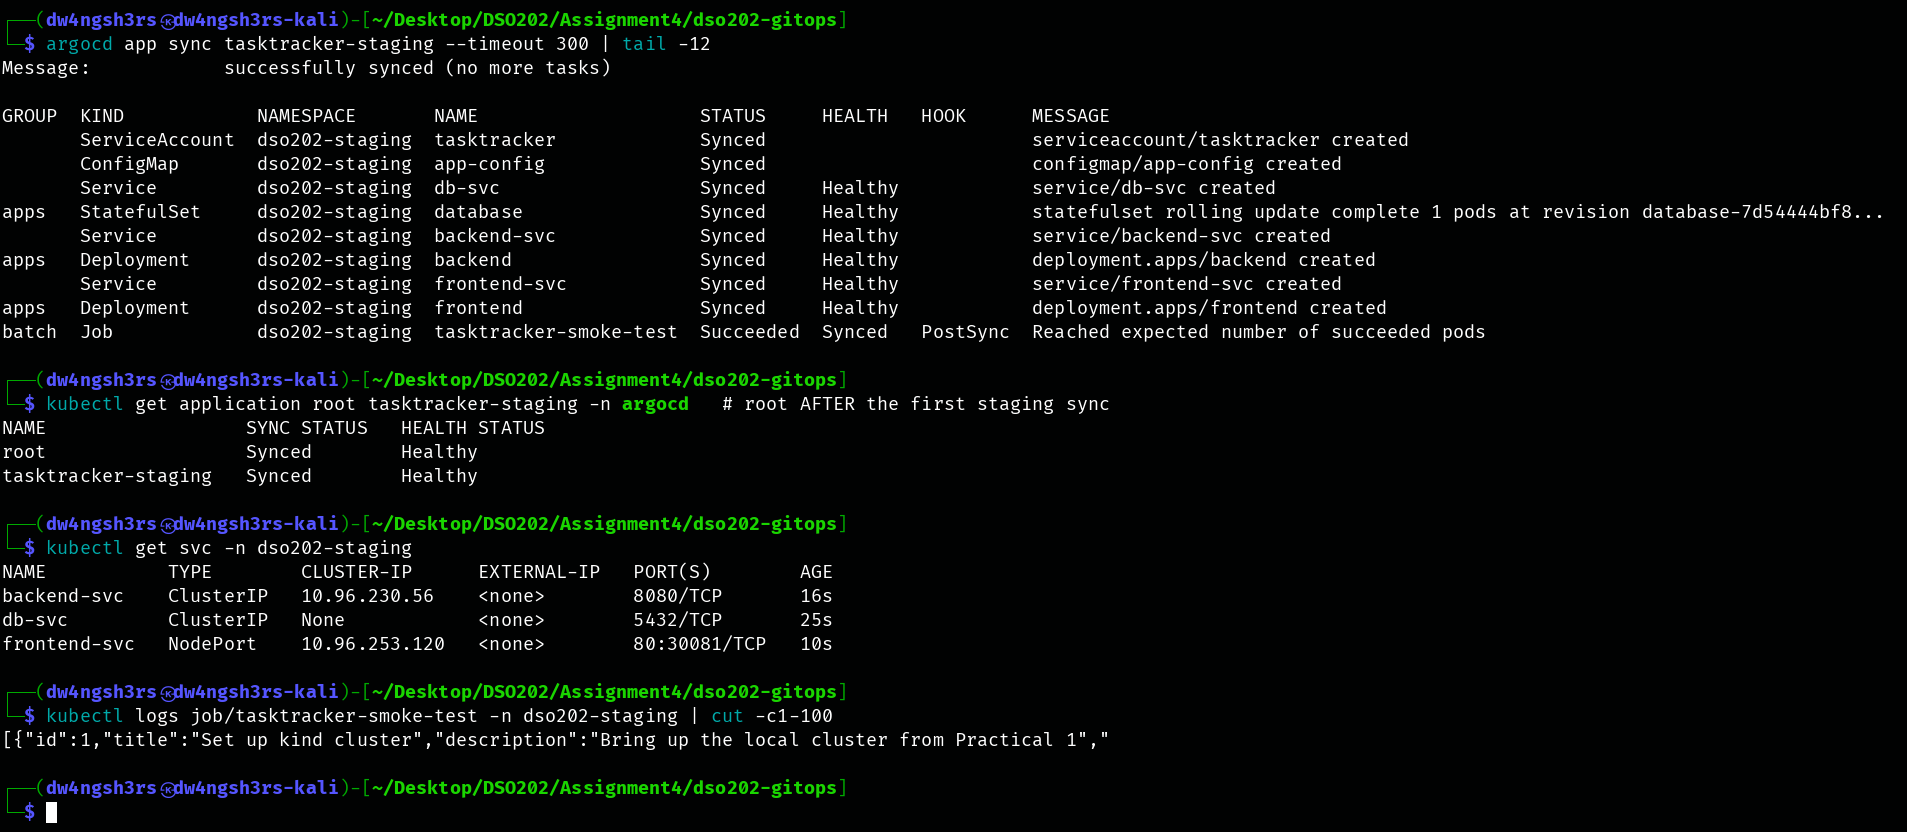 ┌──(dw4ngsh3rs㉿dw4ngsh3rs-kali)-[~/Desktop/DSO202/Assignment4/dso202-gitops]
└─$ argocd app sync tasktracker-staging --timeout 300 | tail -12
Message:            successfully synced (no more tasks)

GROUP  KIND            NAMESPACE       NAME                    STATUS     HEALTH   HOOK      MESSAGE
       ServiceAccount  dso202-staging  tasktracker             Synced                        serviceaccount/tasktracker created
       ConfigMap       dso202-staging  app-config              Synced                        configmap/app-config created
       Service         dso202-staging  db-svc                  Synced     Healthy            service/db-svc created
apps   StatefulSet     dso202-staging  database                Synced     Healthy            statefulset rolling update complete 1 pods at revision database-7d54444bf8...
       Service         dso202-staging  backend-svc             Synced     Healthy            service/backend-svc created
apps   Deployment      dso202-staging  backend                 Synced     Healthy            deployment.apps/backend created
       Service         dso202-staging  frontend-svc            Synced     Healthy            service/frontend-svc created
apps   Deployment      dso202-staging  frontend                Synced     Healthy            deployment.apps/frontend created
batch  Job             dso202-staging  tasktracker-smoke-test  Succeeded  Synced   PostSync  Reached expected number of succeeded pods

┌──(dw4ngsh3rs㉿dw4ngsh3rs-kali)-[~/Desktop/DSO202/Assignment4/dso202-gitops]
└─$ kubectl get application root tasktracker-staging -n argocd   # root AFTER the first staging sync
NAME                  SYNC STATUS   HEALTH STATUS
root                  Synced        Healthy
tasktracker-staging   Synced        Healthy

┌──(dw4ngsh3rs㉿dw4ngsh3rs-kali)-[~/Desktop/DSO202/Assignment4/dso202-gitops]
└─$ kubectl get svc -n dso202-staging
NAME           TYPE        CLUSTER-IP      EXTERNAL-IP   PORT(S)        AGE
backend-svc    ClusterIP   10.96.230.56    <none>        8080/TCP       16s
db-svc         ClusterIP   None            <none>        5432/TCP       25s
frontend-svc   NodePort    10.96.253.120   <none>        80:30081/TCP   10s

┌──(dw4ngsh3rs㉿dw4ngsh3rs-kali)-[~/Desktop/DSO202/Assignment4/dso202-gitops]
└─$ kubectl logs job/tasktracker-smoke-test -n dso202-staging | cut -c1-100
[{"id":1,"title":"Set up kind cluster","description":"Bring up the local cluster from Practical 1","

┌──(dw4ngsh3rs㉿dw4ngsh3rs-kali)-[~/Desktop/DSO202/Assignment4/dso202-gitops]
└─$